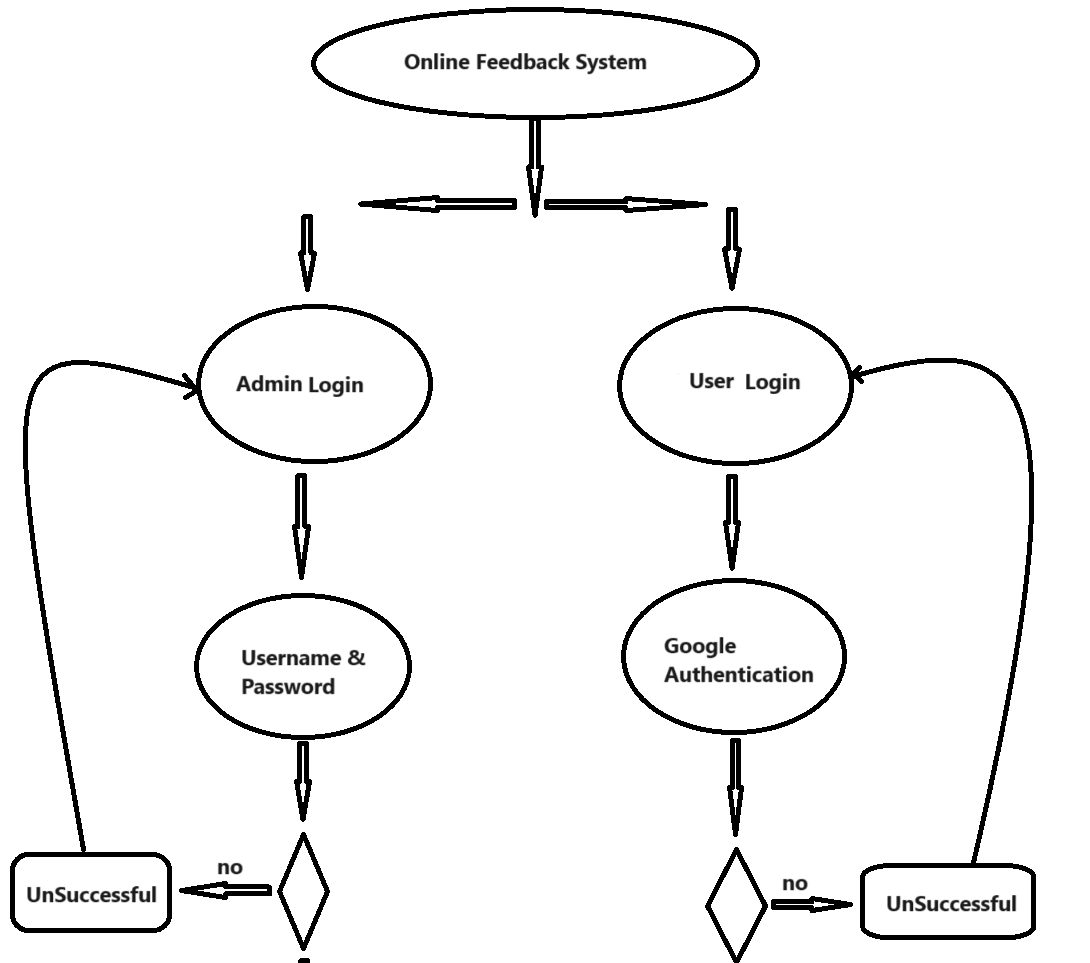 Online Feedback System
Admin Login
User Login
Username &
Password
Google
Authentication
no
UnSuccessful
no
UnSuccessful